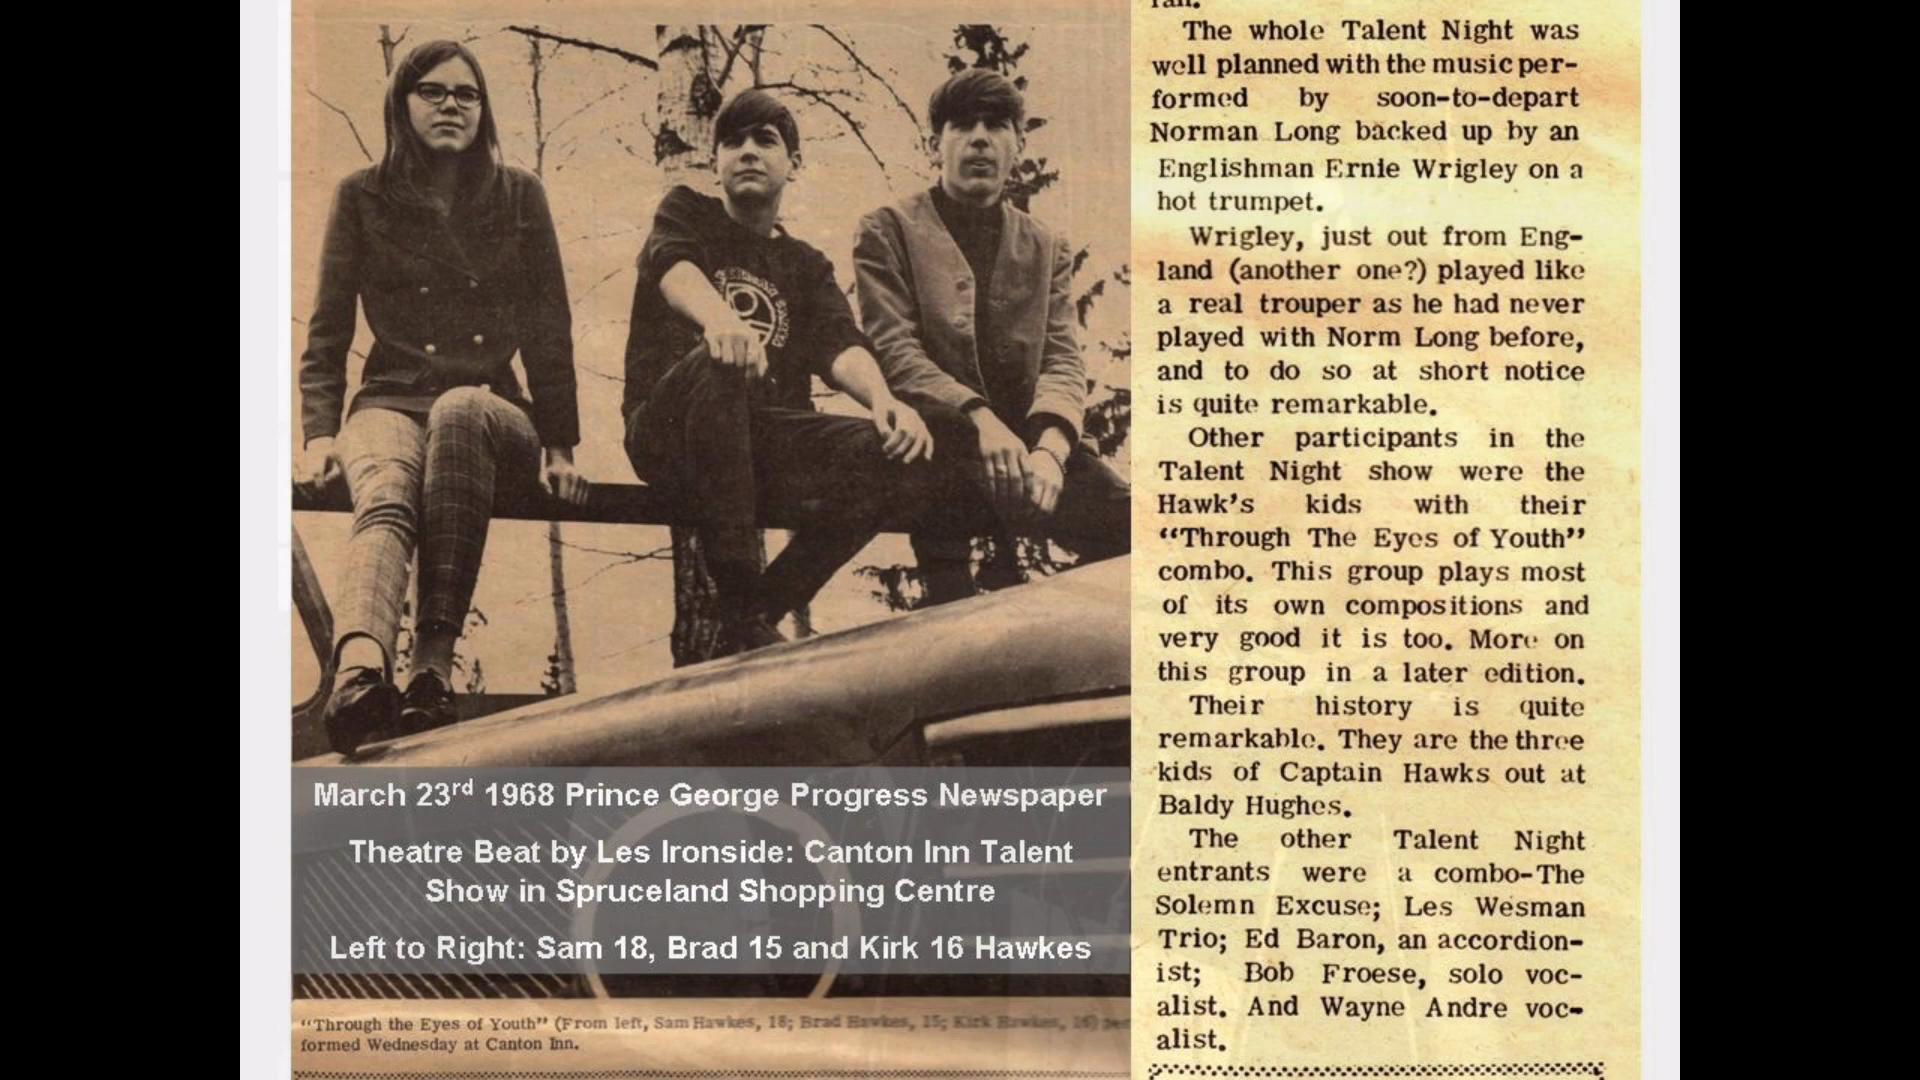 March 23rd 1968 Prince George Progress Newspaper
Theatre Beat by Les Ironside: Canton Inn Talent
Show in Spruceland Shopping Centre
Left to Right: Sam 18, Brad 15 and Kirk 16 Hawkes
“Through the Eyes of Youth” (From left, Sam Hawkes, 18; Brad Hawkes, 15; Kirk Hawkes, 16) per
formed Wednesday at Canton Inn.
The whole Talent Night was
well planned with the music per-
formed by soon-to-depart
Norman Long backed up by an
Englishman Ernie Wrigley on a
hot trumpet.
Wrigley, just out from Eng-
land (another one?) played like
a real trouper as he had never
played with Norm Long before,
and to do so at short notice
is quite remarkable.
Other participants in the
Talent Night show were the
Hawk’s kids with their
“Through The Eyes of Youth”
combo. This group plays most
of its own compositions and
very good it is too. More on
this group in a later edition.
Their history is quite
remarkable. They are the three
kids of Captain Hawks out at
Baldy Hughes.
The other Talent Night
entrants were a combo-The
Solemn Excuse; Les Wesman
Trio; Ed Baron, an accordion-
ist; Bob Froese, solo voc-
alist. And Wayne Andre voc-
alist.